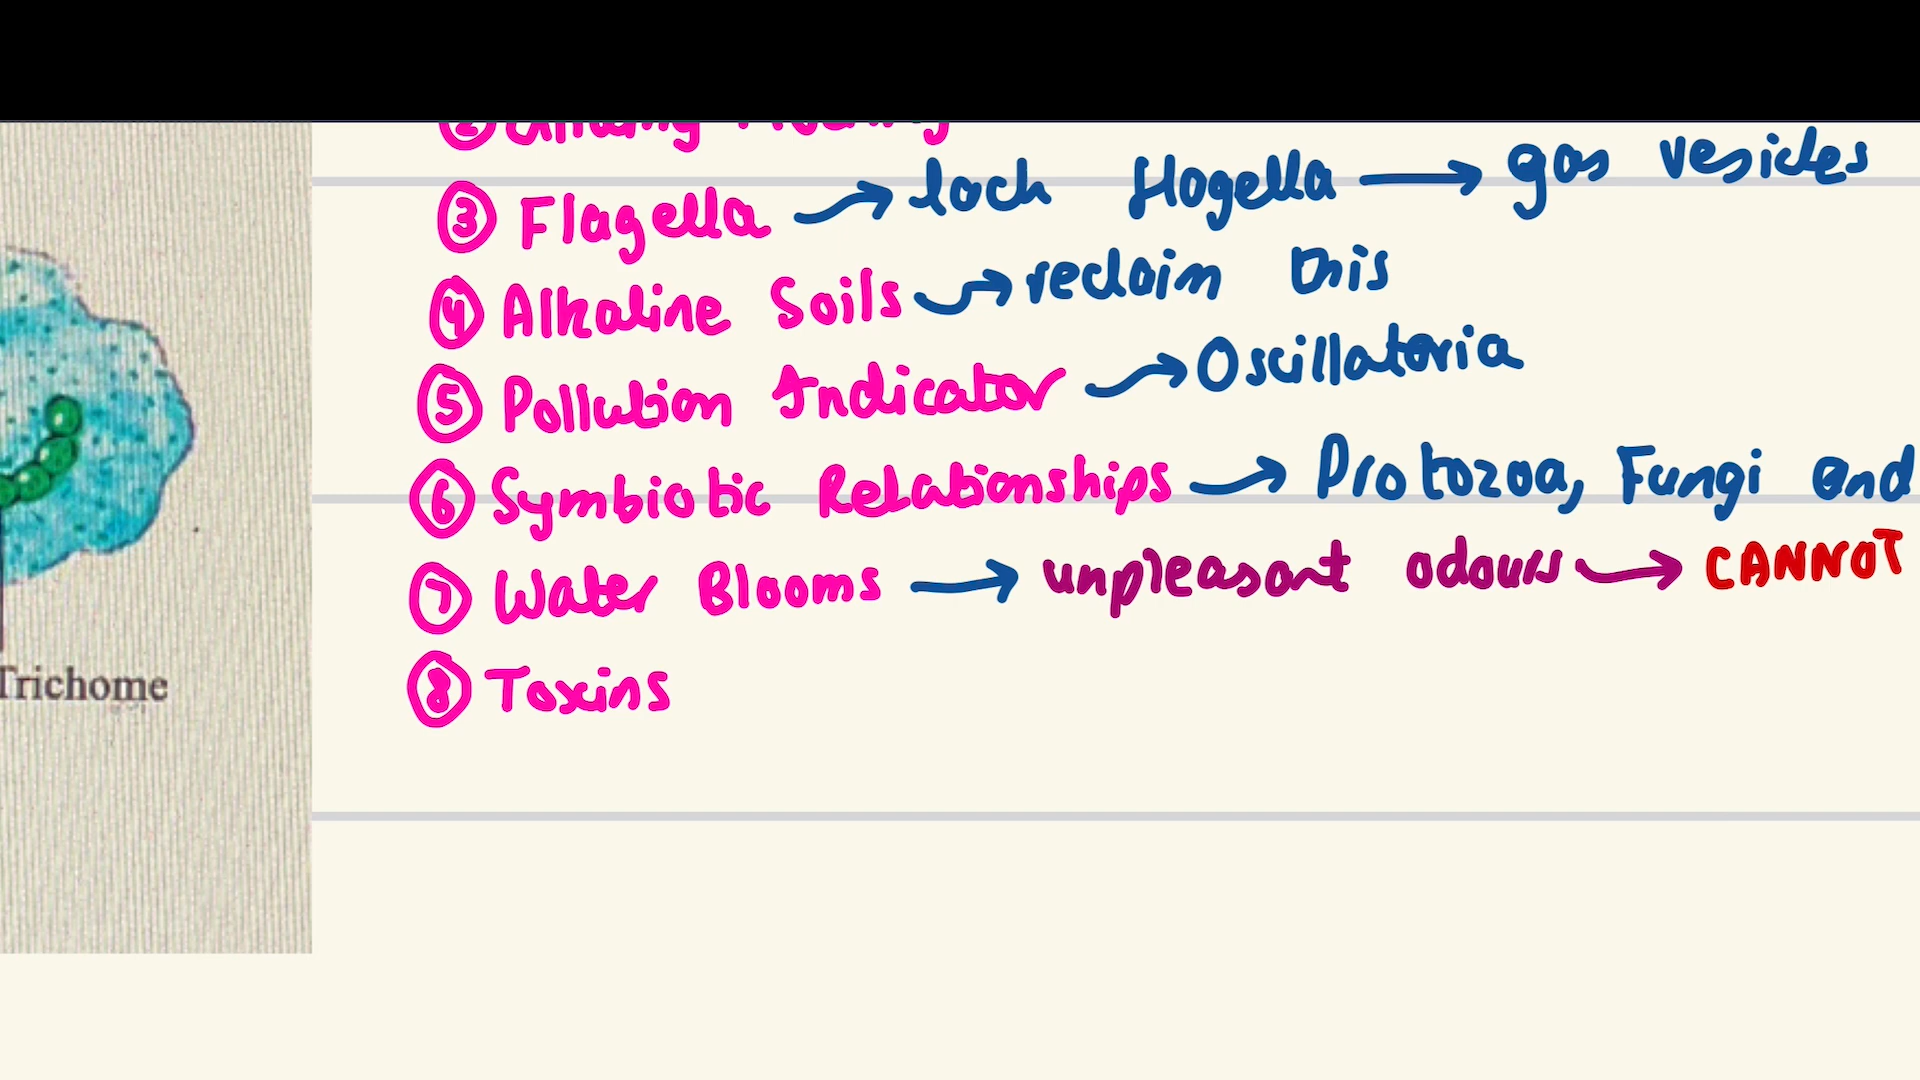 ③ Flagella → lack flagella → gas vesicles
④ Alkaline Soils → reclaim this
⑤ Pollution Indicator → Oscillatoria
⑥ Symbiotic Relationships → Protozoa, Fungi and
⑦ Water Blooms → unpleasant odours → CANNOT
⑧ Toxins
Trichome